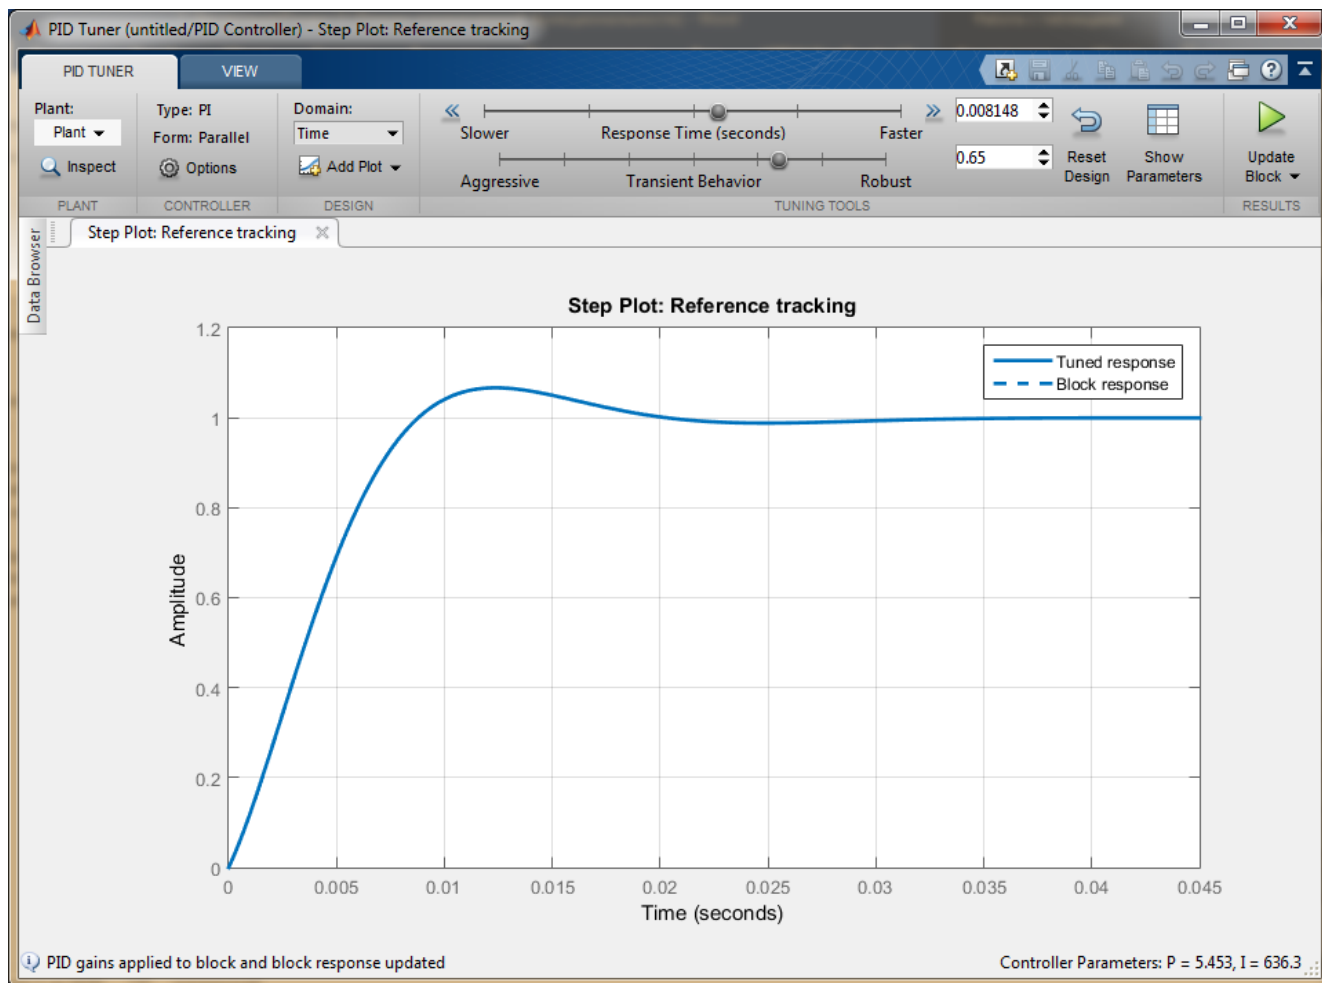 PID Tuner (untitled/PID Controller) - Step Plot: Reference tracking
PID TUNER
VIEW
Plant:
Plant
Inspect
PLANT
Type: PI
Form: Parallel
Options
CONTROLLER
Domain:
Time
Add Plot
DESIGN
Slower
Response Time (seconds)
Faster
0.008148
Aggressive
Transient Behavior
Robust
0.65
TUNING TOOLS
Reset
Design
Show
Parameters
Update
Block
RESULTS
Data Browser
Step Plot: Reference tracking
Step Plot: Reference tracking
Tuned response
Block response
Amplitude
1.2
1
0.8
0.6
0.4
0.2
0
0 0.005 0.01 0.015 0.02 0.025 0.03 0.035 0.04 0.045
Time (seconds)
PID gains applied to block and block response updated
Controller Parameters: P = 5.453, I = 636.3